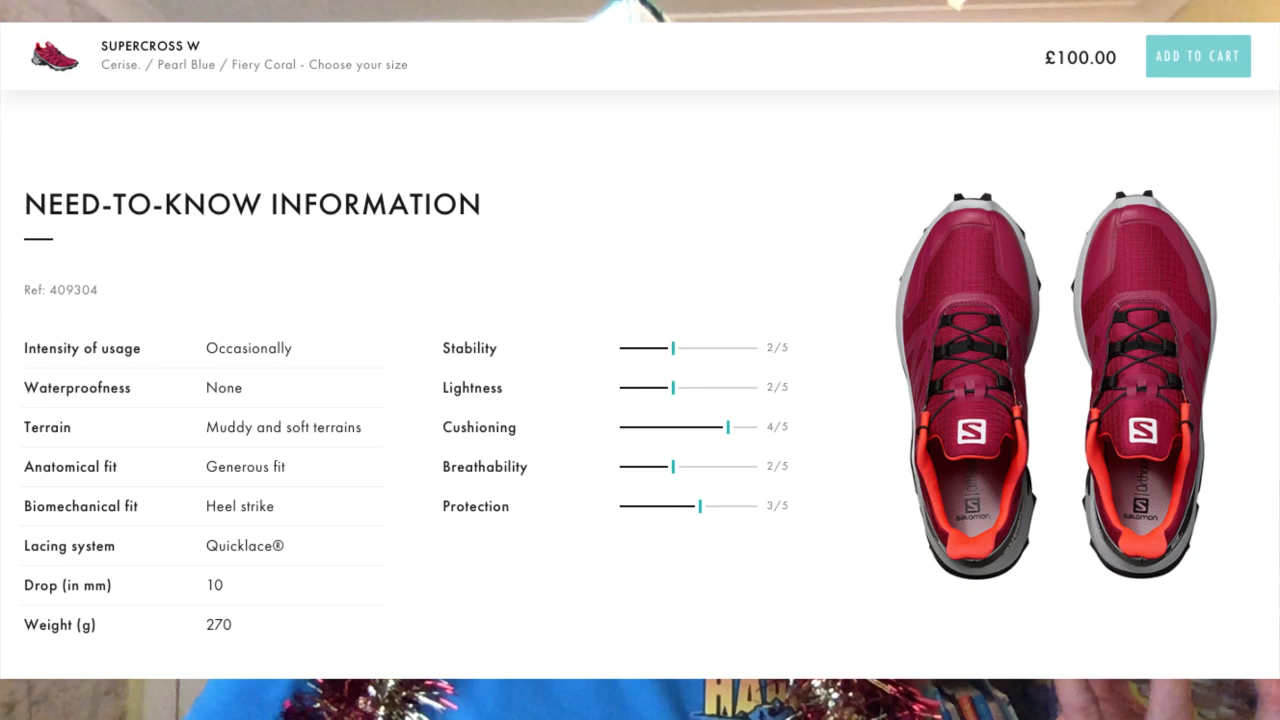 SUPERCROSS W
Cerise. / Pearl Blue / Fiery Coral - Choose your size
£100.00
ADD TO CART
NEED-TO-KNOW INFORMATION
Ref: 409304
Intensity of usage Occasionally
Waterproofness None
Terrain Muddy and soft terrains
Anatomical fit Generous fit
Biomechanical fit Heel strike
Lacing system Quicklace®
Drop (in mm) 10
Weight (g) 270
Stability 2/5
Lightness 2/5
Cushioning 4/5
Breathability 2/5
Protection 3/5
salomon
salomon